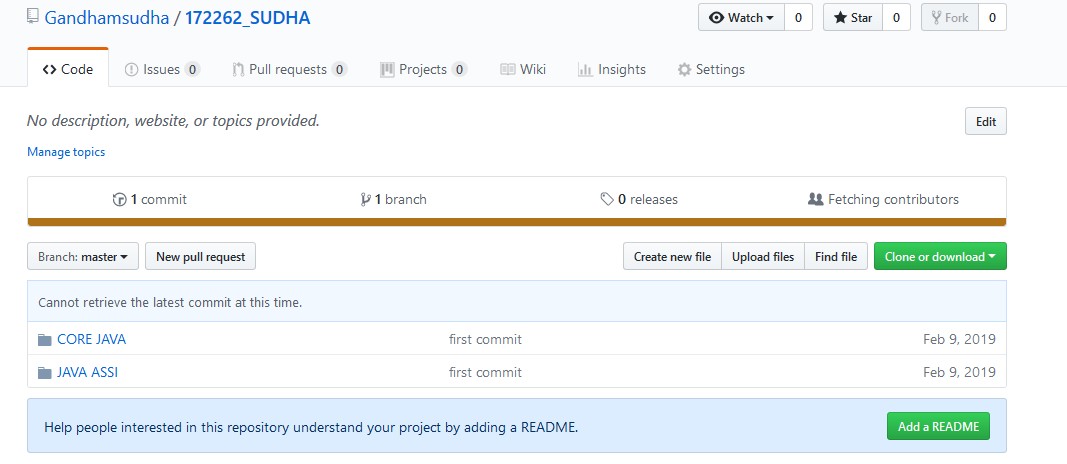 Gandhamsudha / 172262_SUDHA Watch 0 Star 0 Fork 0
Code Issues 0 Pull requests 0 Projects 0 Wiki Insights Settings
No description, website, or topics provided. Edit
Manage topics
1 commit 1 branch 0 releases Fetching contributors
Branch: master New pull request Create new file Upload files Find file Clone or download
Cannot retrieve the latest commit at this time.
CORE JAVA first commit Feb 9, 2019
JAVA ASSI first commit Feb 9, 2019
Help people interested in this repository understand your project by adding a README. Add a README